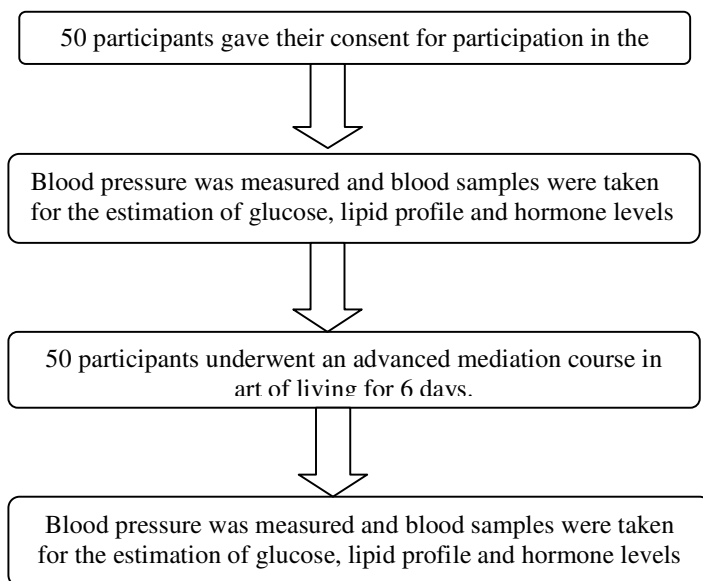 50 participants gave their consent for participation in the
Blood pressure was measured and blood samples were taken
for the estimation of glucose, lipid profile and hormone levels
50 participants underwent an advanced mediation course in
art of living for 6 days.
Blood pressure was measured and blood samples were taken
for the estimation of glucose, lipid profile and hormone levels